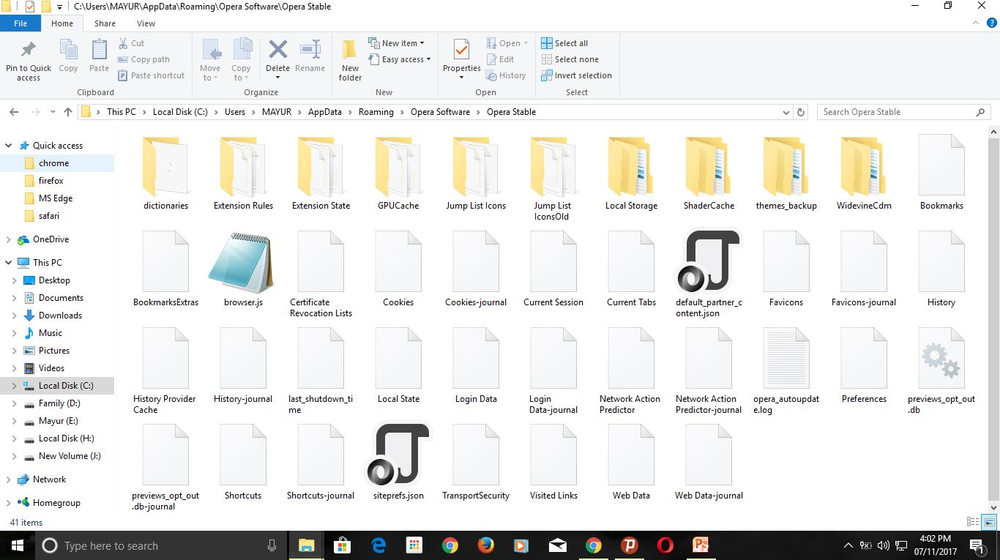 C:\Users\MAYUR\AppData\Roaming\Opera Software\Opera Stable
File Home Share View
Pin to Quick access
Copy
Paste
Cut
Copy path
Paste shortcut
Clipboard
Move to
Copy to
Delete
Rename
Organize
New folder
New item
Easy access
New
Properties
Open
Edit
History
Open
Select all
Select none
Invert selection
Select
This PC Local Disk (C:) Users MAYUR AppData Roaming Opera Software Opera Stable
Search Opera Stable
Quick access
chrome
firefox
MS Edge
safari
OneDrive
This PC
Desktop
Documents
Downloads
Music
Pictures
Videos
Local Disk (C:)
Family (D:)
Mayur (E:)
Local Disk (H:)
New Volume (J:)
Network
Homegroup
dictionaries
Extension Rules
Extension State
GPUCache
Jump List Icons
Jump List
IconsOld
Local Storage
ShaderCache
themes_backup
WidevineCdm
Bookmarks
BookmarksExtras
browser.js
Certificate
Revocation Lists
Cookies
Cookies-journal
Current Session
Current Tabs
default_partner_c
ontent.json
Favicons
Favicons-journal
History
History Provider
Cache
History-journal
last_shutdown_ti
me
Local State
Login Data
Login
Data-journal
Network Action
Predictor
Network Action
Predictor-journal
opera_autoupdat
e.log
Preferences
previews_opt_out
.db
previews_opt_out
.db-journal
Shortcuts
Shortcuts-journal
siteprefs.json
TransportSecurity
Visited Links
Web Data
Web Data-journal
41 items
Type here to search
4:02 PM
07/11/2017
1